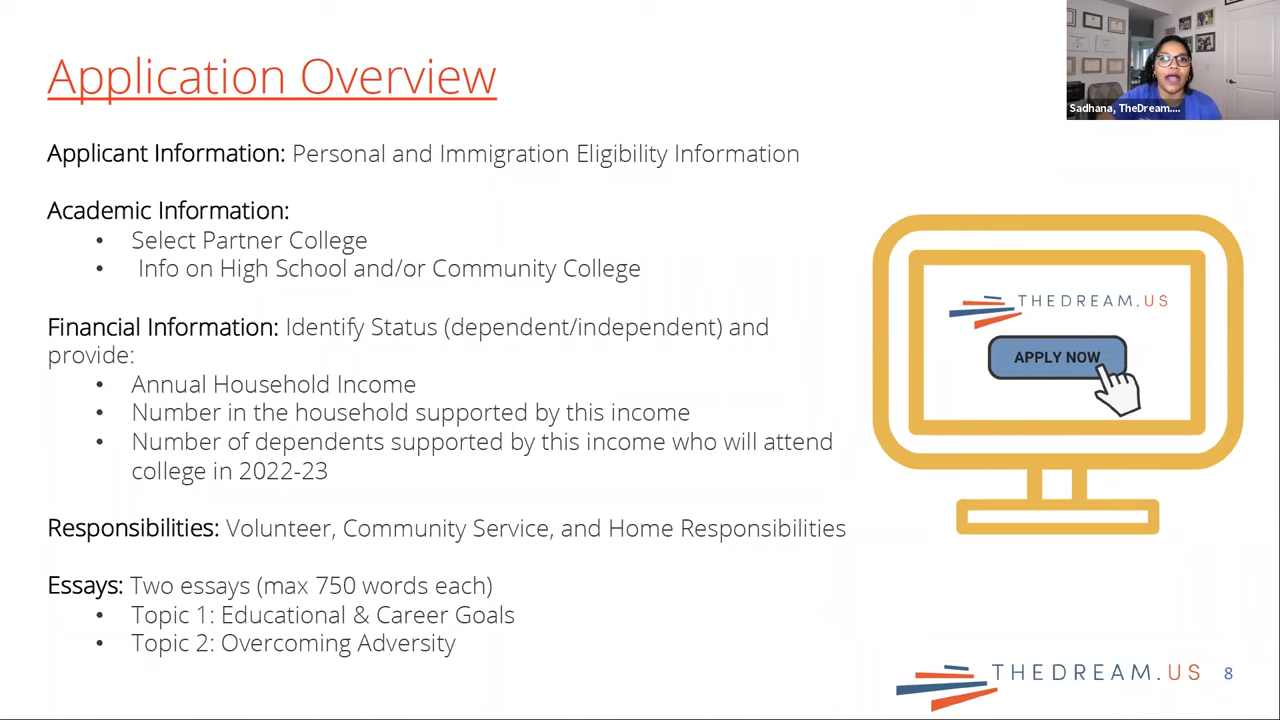 Application Overview
Sadhana, TheDream....
Applicant Information: Personal and Immigration Eligibility Information
Academic Information:
• Select Partner College
• Info on High School and/or Community College
Financial Information: Identify Status (dependent/independent) and
provide:
• Annual Household Income
• Number in the household supported by this income
• Number of dependents supported by this income who will attend
college in 2022-23
Responsibilities: Volunteer, Community Service, and Home Responsibilities
Essays: Two essays (max 750 words each)
• Topic 1: Educational & Career Goals
• Topic 2: Overcoming Adversity
THEDREAM.US
APPLY NOW
THEDREAM.US 8